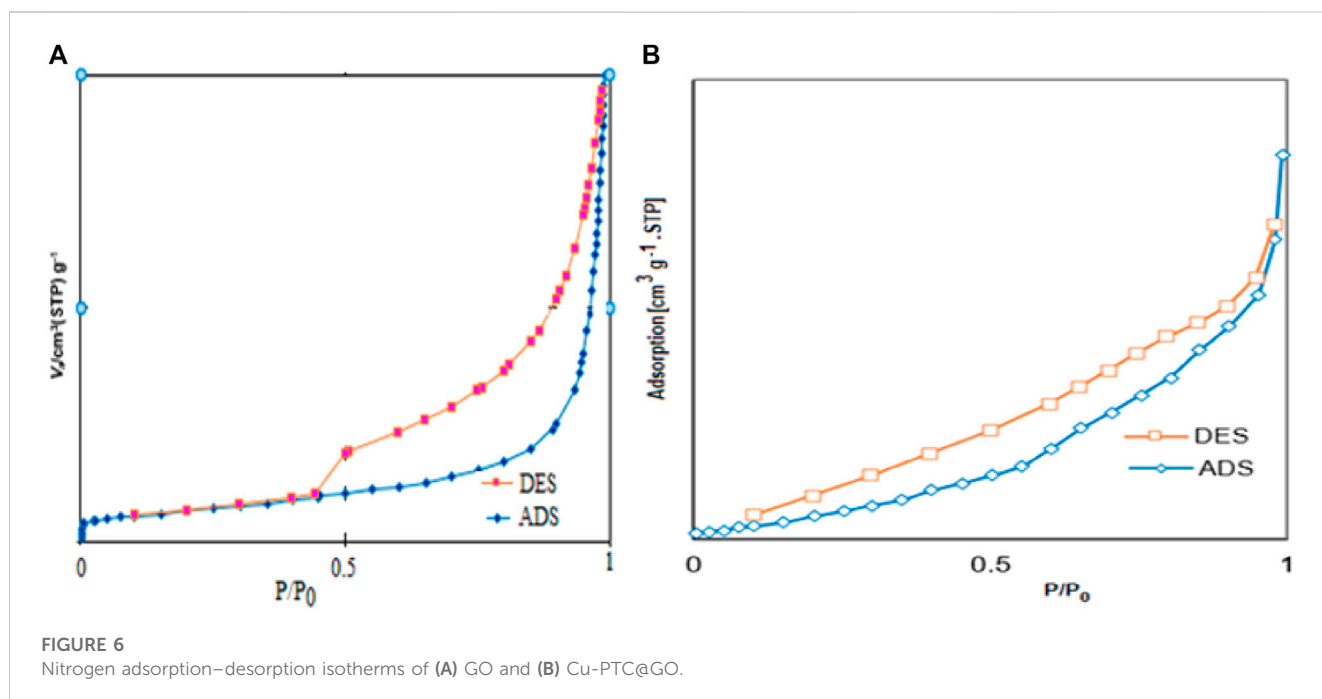 A
B
V/cm³(STP) g⁻¹
DES
ADS
0
0.5
1
P/P₀
Adsorption[cm³ g⁻¹.STP]
DES
ADS
0
0.5
1
P/P₀
FIGURE 6
Nitrogen adsorption–desorption isotherms of (A) GO and (B) Cu-PTC@GO.